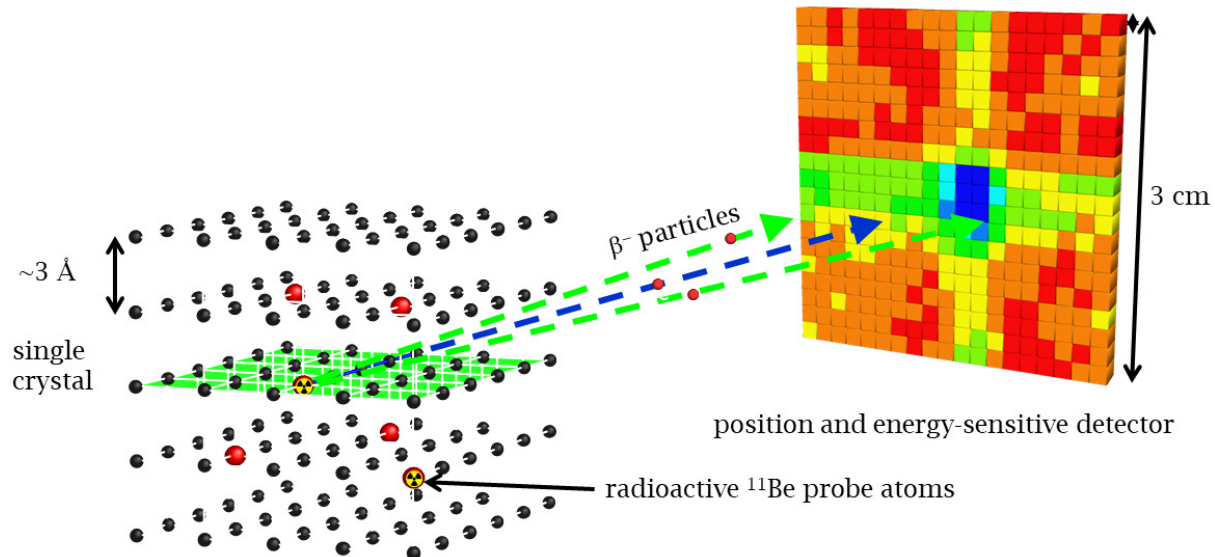 β⁻ particles
3 cm
~3 Å
single
crystal
position and energy-sensitive detector
radioactive ¹¹Be probe atoms